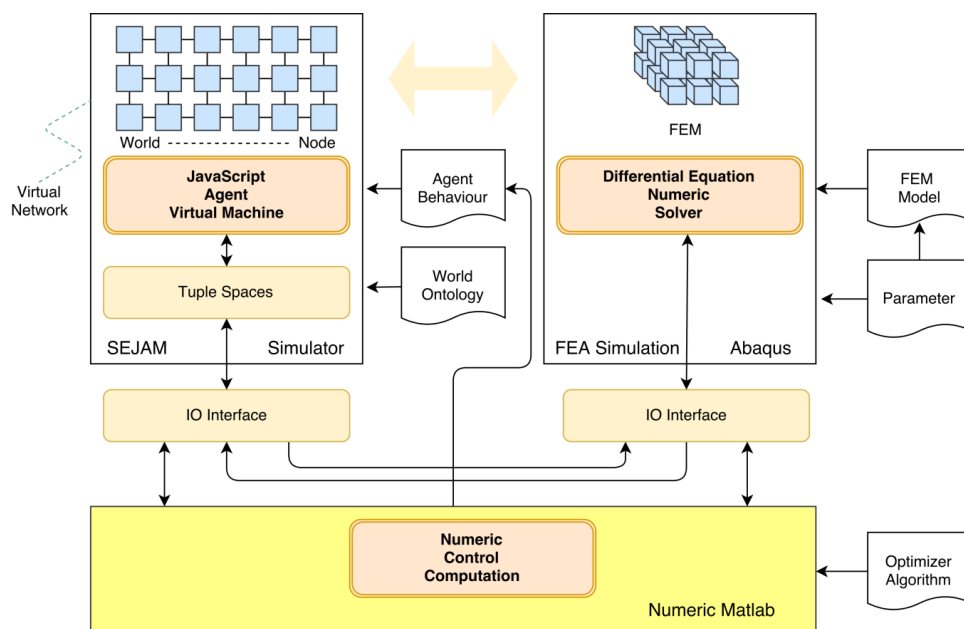 World
Node
FEM
Virtual
Network
JavaScript
Agent
Virtual Machine
Agent
Behaviour
Differential Equation
Numeric
Solver
FEM
Model
Tuple Spaces
World
Ontology
Parameter
SEJAM
Simulator
FEA Simulation
Abaqus
IO Interface
IO Interface
Numeric
Control
Computation
Optimizer
Algorithm
Numeric Matlab